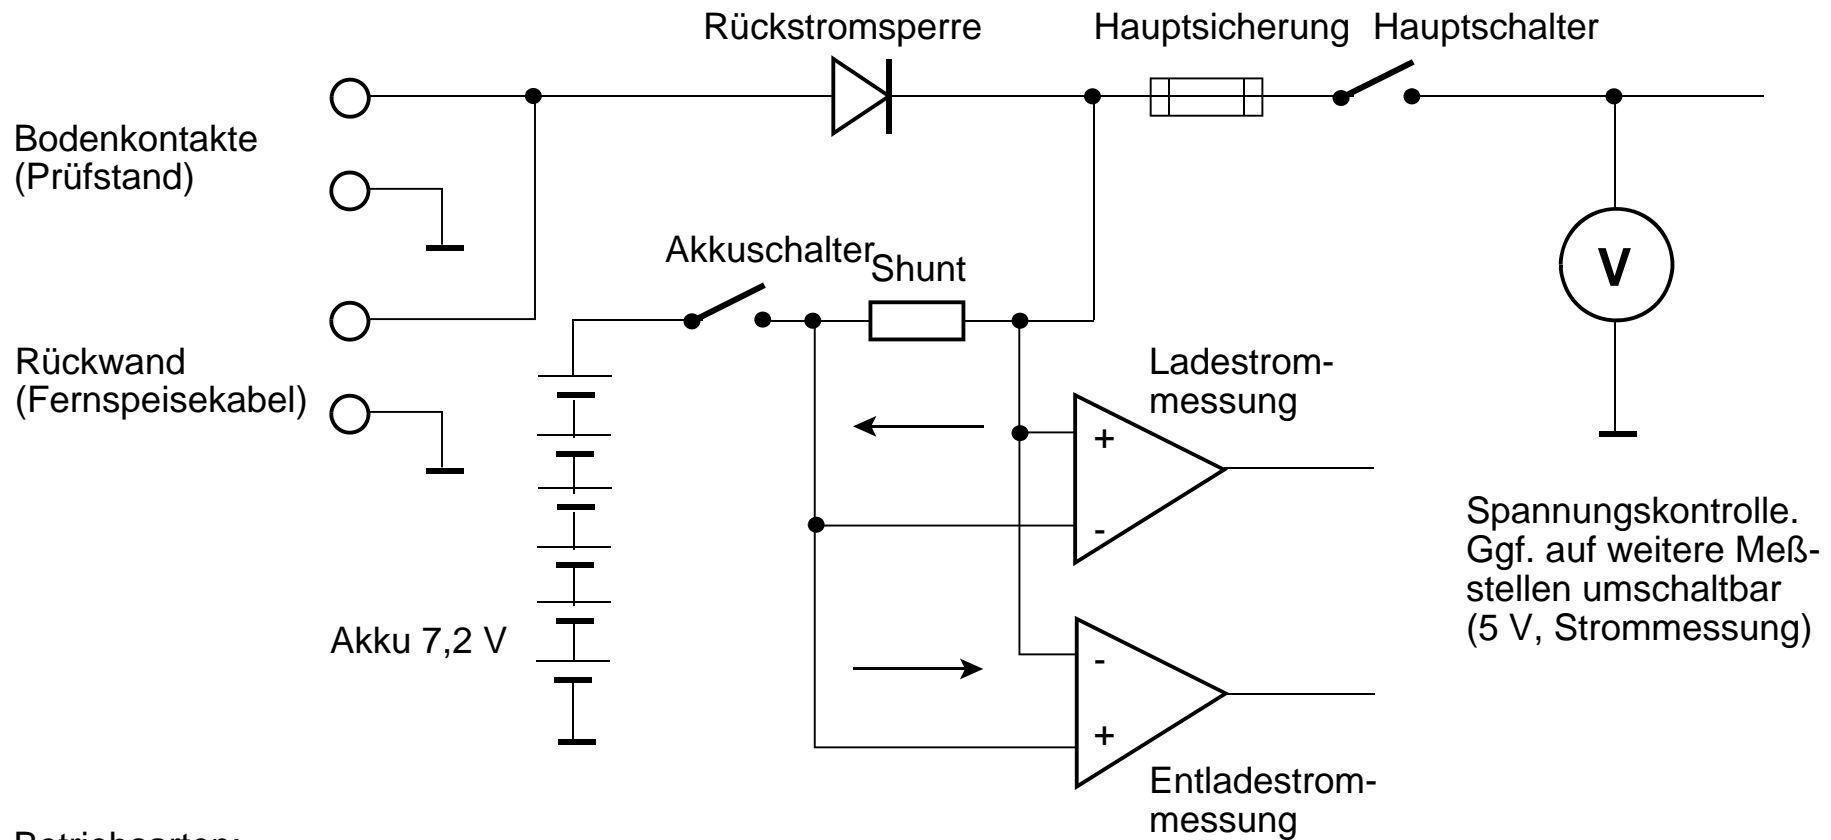 Rückstromsperre
Hauptsicherung
Hauptschalter
Bodenkontakte
(Prüfstand)
Akkuschalter
Shunt
V
Rückwand
(Fernspeisekabel)
Ladestrom-
messung
+
-
Spannungskontrolle.
Ggf. auf weitere Meß-
stellen umschaltbar
(5 V, Strommessung)
Akku 7,2 V
-
+
Entladestrom-
messung
Betriebsarten: